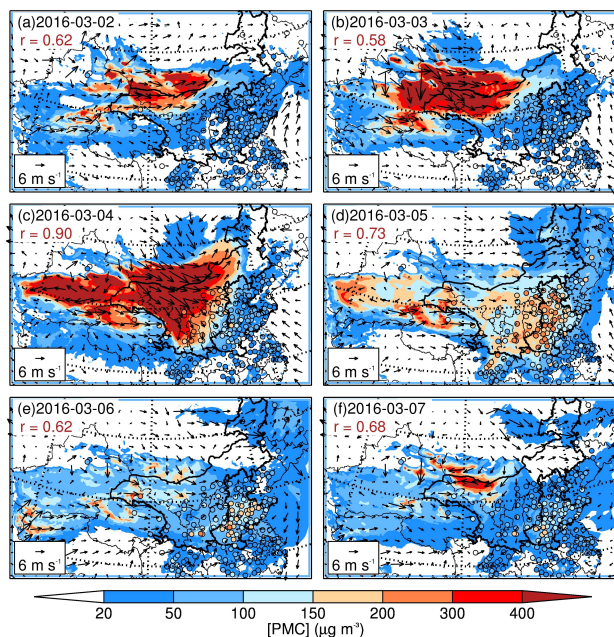 (a)2016-03-02
r = 0.62
6 m s⁻¹
(b)2016-03-03
r = 0.58
6 m s⁻¹
(c)2016-03-04
r = 0.90
6 m s⁻¹
(d)2016-03-05
r = 0.73
6 m s⁻¹
(e)2016-03-06
r = 0.62
6 m s⁻¹
(f)2016-03-07
r = 0.68
6 m s⁻¹
20 50 100 150 200 300 400
[PMC] (µg m⁻³)